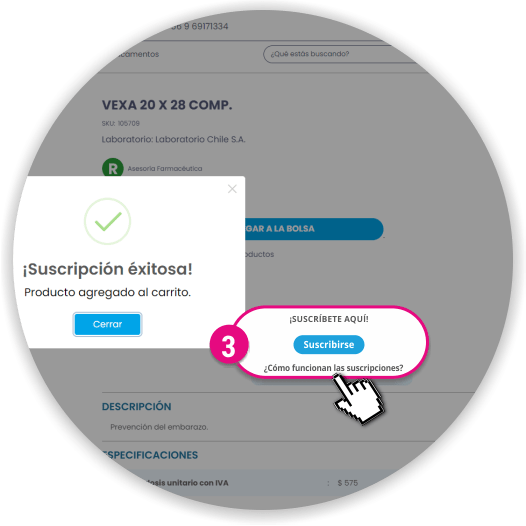 56 9 69171334
camentos
¿Qué estás buscando?
VEXA 20 X 28 COMP.
SKU: 105709
Laboratorio: Laboratorio Chile S.A.
R Asesoría Farmacéutica
GAR A LA BOLSA
oductos
¡Suscripción éxitosa!
Producto agregado al carrito.
Cerrar
3
¡SUSCRÍBETE AQUÍ!
Suscribirse
¿Cómo funcionan las suscripciones?
DESCRIPCIÓN
Prevención del embarazo.
ESPECIFICACIONES
osis unitario con IVA : $ 575